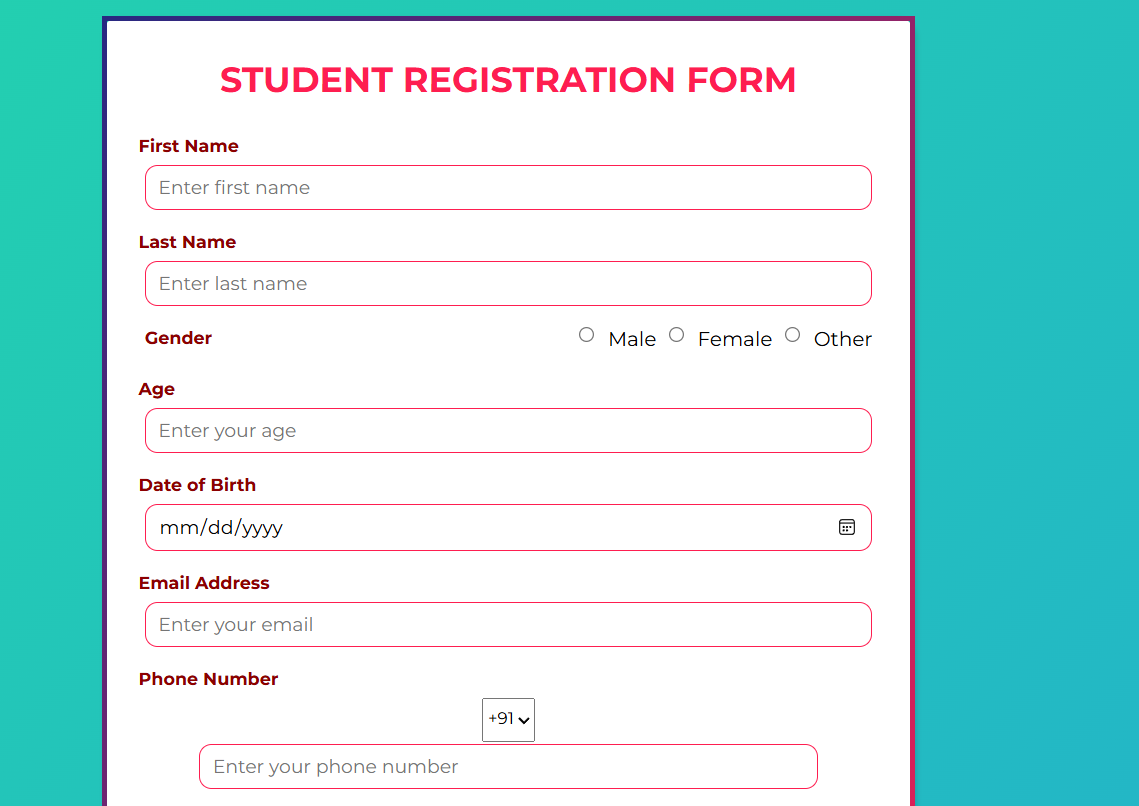 STUDENT REGISTRATION FORM
First Name
Enter first name
Last Name
Enter last name
Gender Male Female Other
Age
Enter your age
Date of Birth
mm/dd/yyyy
Email Address
Enter your email
Phone Number
+91
Enter your phone number